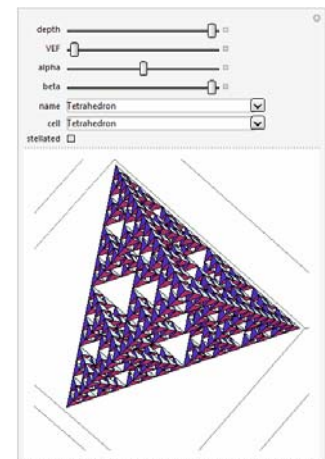 depth
VEF
alpha
beta
name Tetrahedron
cell Tetrahedron
stellated